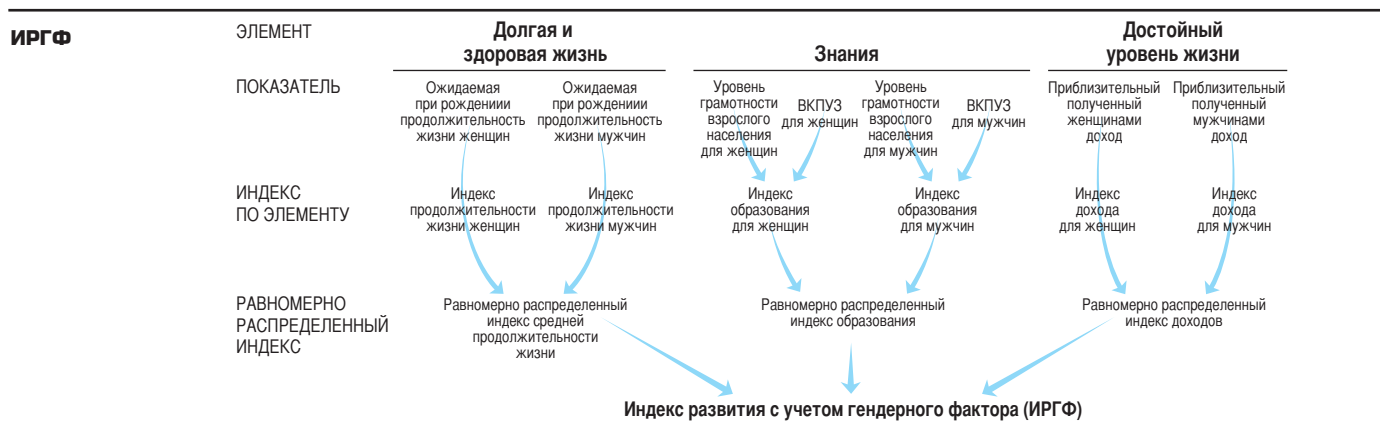 ИРГФ
ЭЛЕМЕНТ
Долгая и
здоровая жизнь
Знания
Достойный
уровень жизни
ПОКАЗАТЕЛЬ
Ожидаемая
при рождениии
продолжительность
жизни женщин
Ожидаемая
при рождениии
продолжительность
жизни мужчин
Уровень
грамотности
взрослого
населения
для женщин
ВКПУЗ
для женщин
Уровень
грамотности
взрослого
населения
для мужчин
ВКПУЗ
для мужчин
Приблизительный
полученный
женщинами
доход
Приблизительный
полученный
мужчинами
доход
ИНДЕКС
ПО ЭЛЕМЕНТУ
Индекс
продолжительности
жизни женщин
Индекс
продолжительности
жизни мужчин
Индекс
образования
для женщин
Индекс
образования
для мужчин
Индекс
дохода
для женщин
Индекс
дохода
для мужчин
РАВНОМЕРНО
РАСПРЕДЕЛЕННЫЙ
ИНДЕКС
Равномерно распределенный
индекс средней
продолжительности
жизни
Равномерно распределенный
индекс образования
Равномерно распределенный
индекс доходов
Индекс развития с учетом гендерного фактора (ИРГФ)